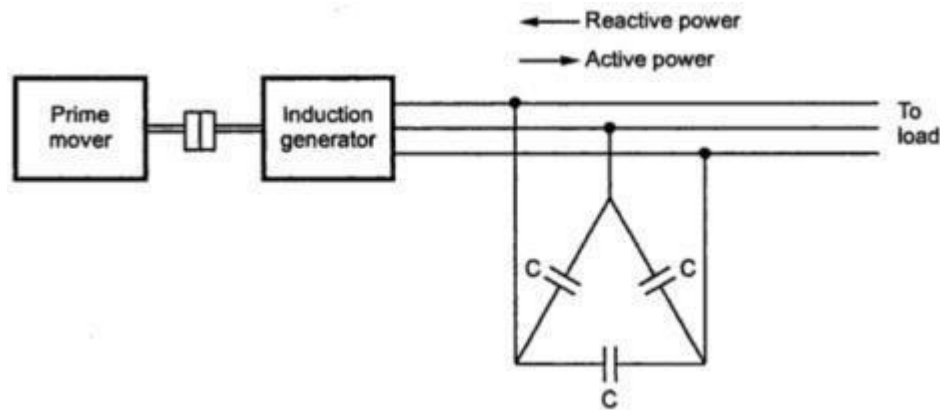 Reactive power
Active power
Prime
mover
Induction
generator
To
load
C
C
C